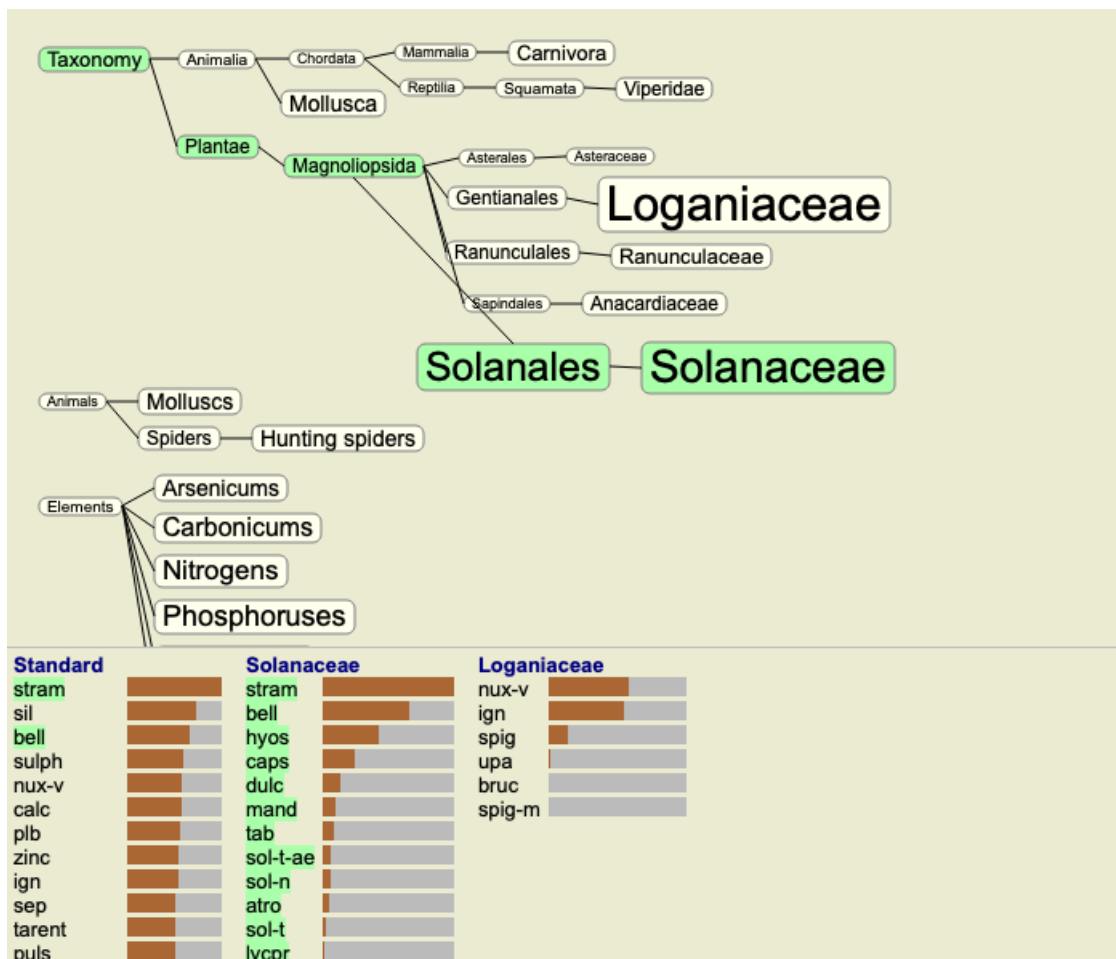 Taxonomy
Animalia
Chordata
Mammalia
Carnivora
Reptilia
Squamata
Viperidae
Mollusca
Plantae
Magnoliopsida
Asterales
Asteraceae
Gentianales
Loganiaceae
Ranunculales
Ranunculaceae
Sapindales
Anacardiaceae
Solanales
Solanaceae
Animals
Molluscs
Spiders
Hunting spiders
Elements
Arsenicums
Carbonicums
Nitrogens
Phosphoruses
Standard
stram
sil
bell
sulph
nux-v
calc
plb
zinc
ign
sep
tarent
puls
Solanaceae
stram
bell
hyos
caps
dulc
mand
tab
sol-t-ae
sol-n
atro
sol-t
lycpr
Loganiaceae
nux-v
ign
spig
upa
bruc
spig-m